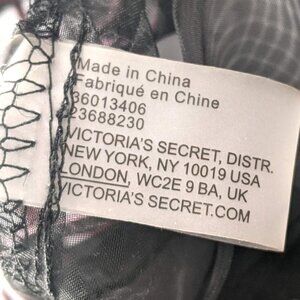 Made in China
Fabriqué en Chine
36013406
23688230
VICTORIA'S SECRET, DISTR.
NEW YORK, NY 10019 USA
LONDON, WC2E 9 BA, UK
VICTORIA'S SECRET.COM